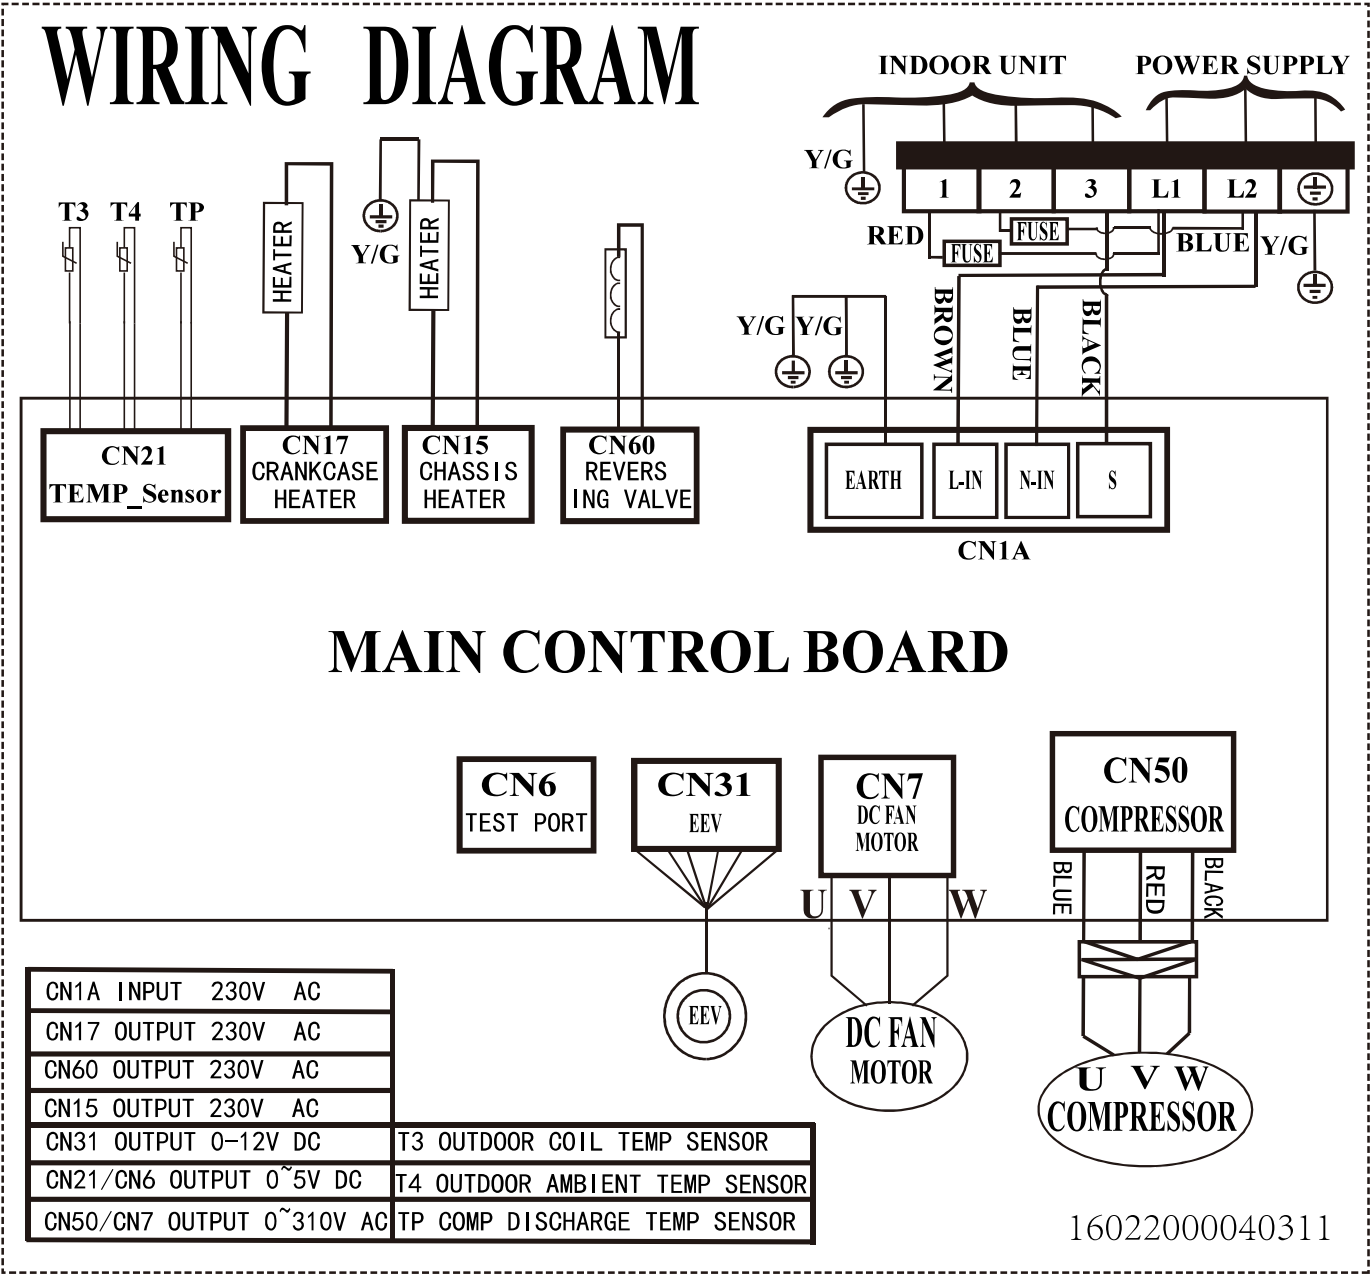 WIRING DIAGRAM
INDOOR UNIT
POWER SUPPLY
Y/G
1 2 3 L1 L2
RED
FUSE
FUSE
BLUE
Y/G
T3 T4 TP
HEATER
Y/G
HEATER
Y/G Y/G
BROWN
BLUE
BLACK
CN21
TEMP_Sensor
CN17
CRANKCASE
HEATER
CN15
CHASSIS
HEATER
CN60
REVERS
ING VALVE
EARTH
L-IN
N-IN
S
CN1A
MAIN CONTROL BOARD
CN6
TEST PORT
CN31
EEV
CN7
DC FAN
MOTOR
CN50
COMPRESSOR
U V W
BLUE
RED
BLACK
EEV
DC FAN
MOTOR
U V W
COMPRESSOR
CN1A INPUT 230V AC
CN17 OUTPUT 230V AC
CN60 OUTPUT 230V AC
CN15 OUTPUT 230V AC
CN31 OUTPUT 0-12V DC
T3 OUTDOOR COIL TEMP SENSOR
CN21/CN6 OUTPUT 0~5V DC
T4 OUTDOOR AMBIENT TEMP SENSOR
CN50/CN7 OUTPUT 0~310V AC
TP COMP DISCHARGE TEMP SENSOR
16022000040311